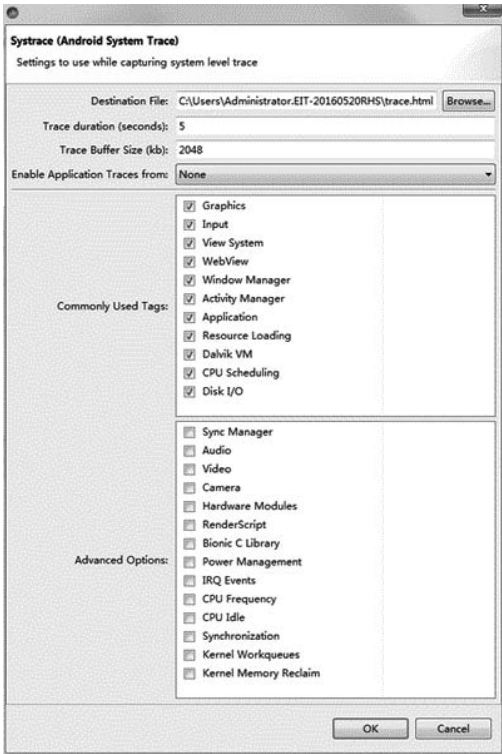 Systrace (Android System Trace)
Settings to use while capturing system level trace
Destination File: C:\Users\Administrator.EIT-20160520RHS\trace.html Browse...
Trace duration (seconds): 5
Trace Buffer Size (kb): 2048
Enable Application Traces from: None
Commonly Used Tags:
Graphics
Input
View System
WebView
Window Manager
Activity Manager
Application
Resource Loading
Dalvik VM
CPU Scheduling
Disk I/O
Advanced Options:
Sync Manager
Audio
Video
Camera
Hardware Modules
RenderScript
Bionic C Library
Power Management
IRQ Events
CPU Frequency
CPU Idle
Synchronization
Kernel Workqueues
Kernel Memory Reclaim
OK Cancel